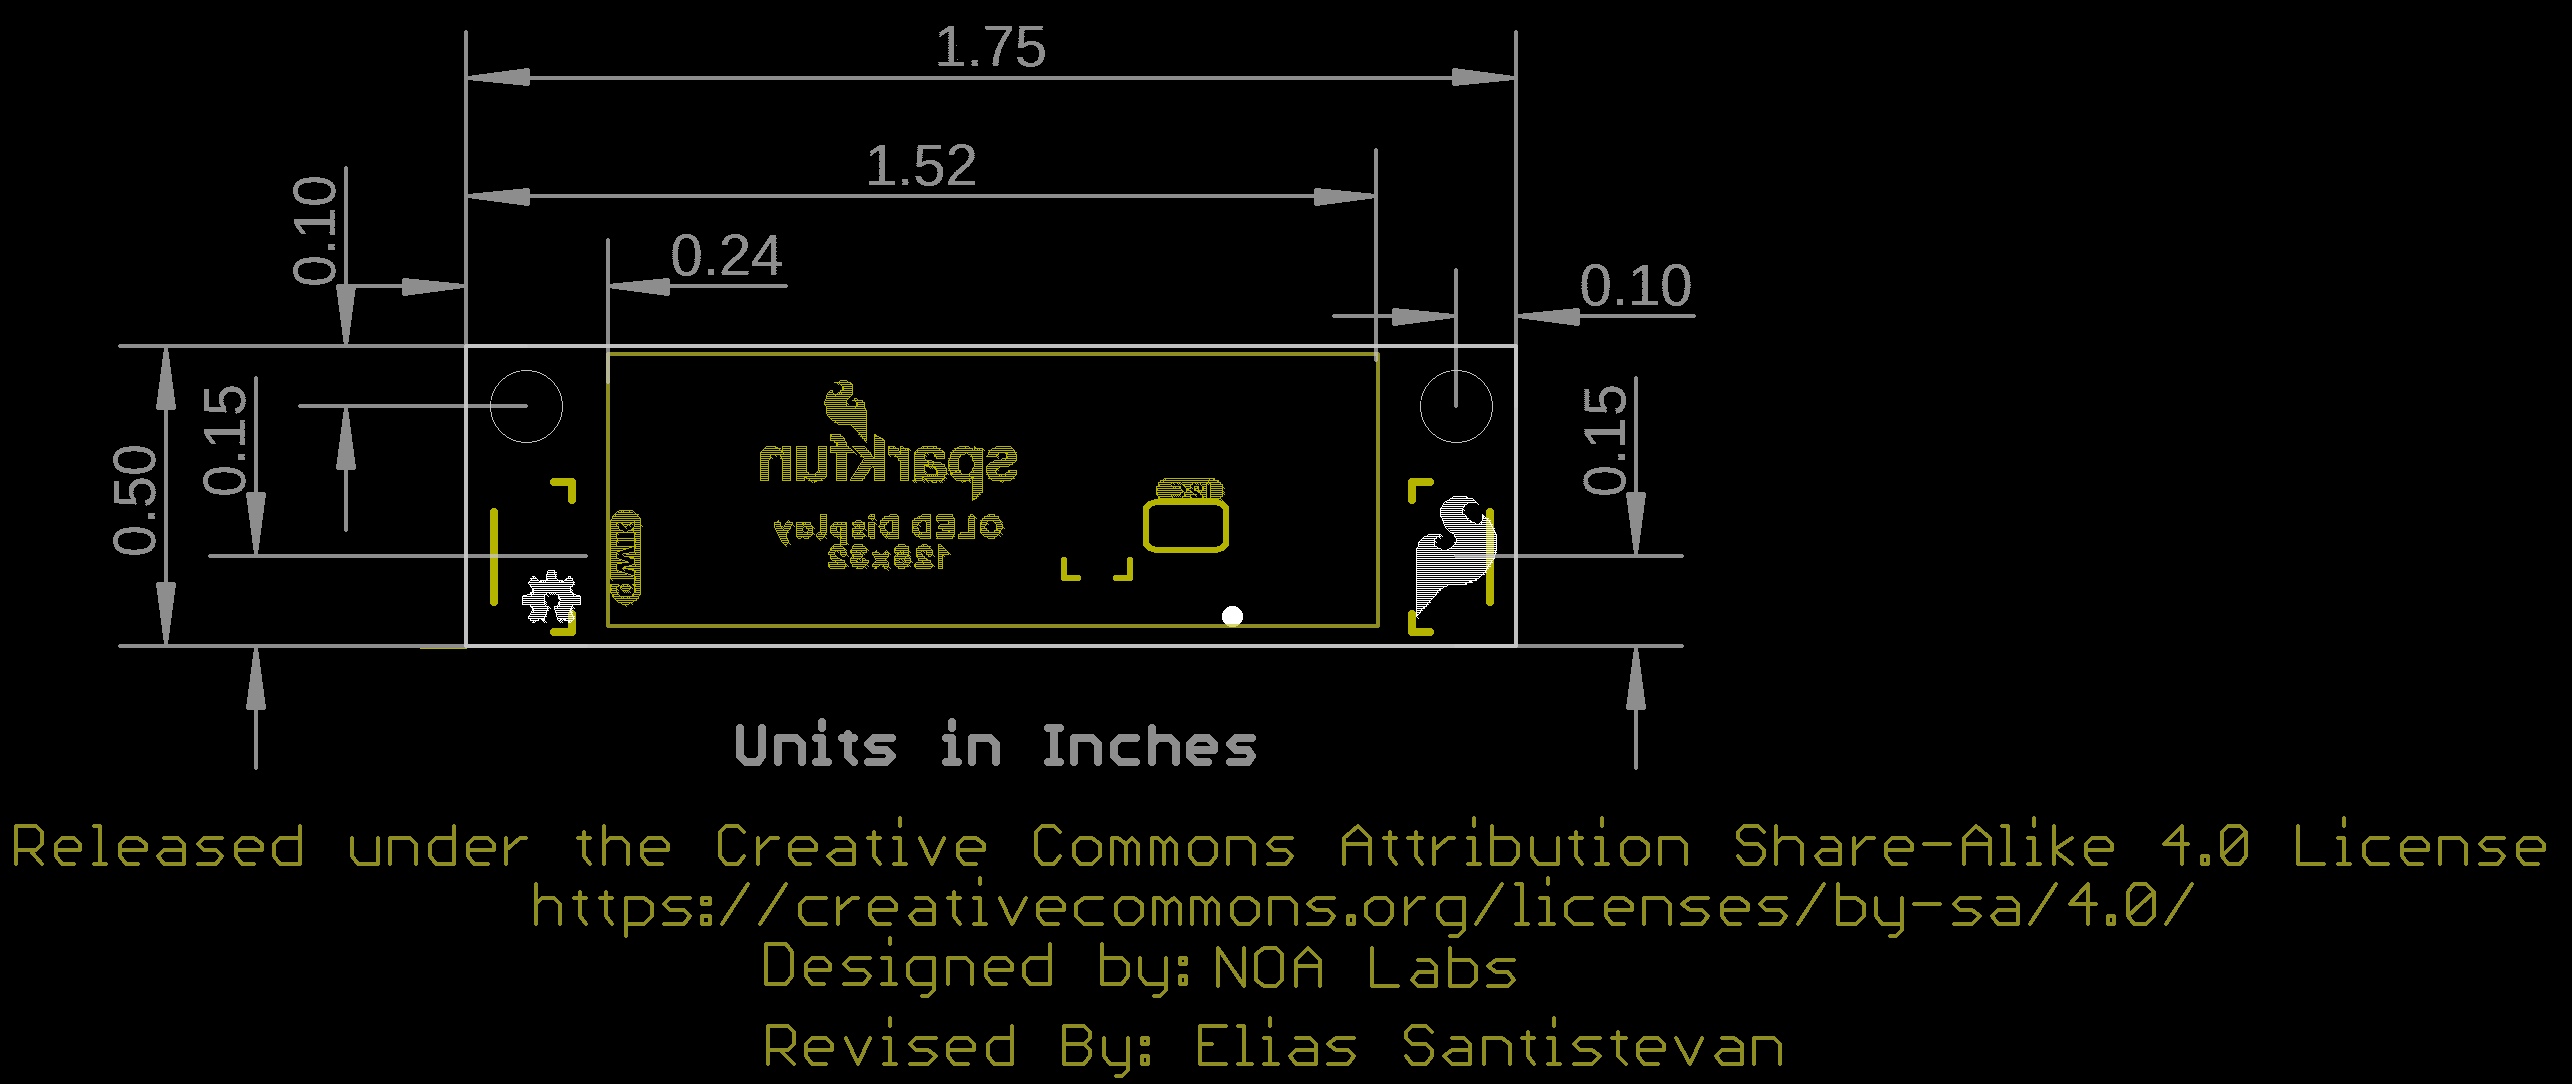 1.75
1.52
0.10
0.24
0.10
0.50
0.15
0.15
sparkfun
I2C
OLED Display
128x32
Units in Inches
Released under the Creative Commons Attribution Share-Alike 4.0 License
https://creativecommons.org/licenses/by-sa/4.0/
Designed by: NOA Labs
Revised By: Elias Santistevan